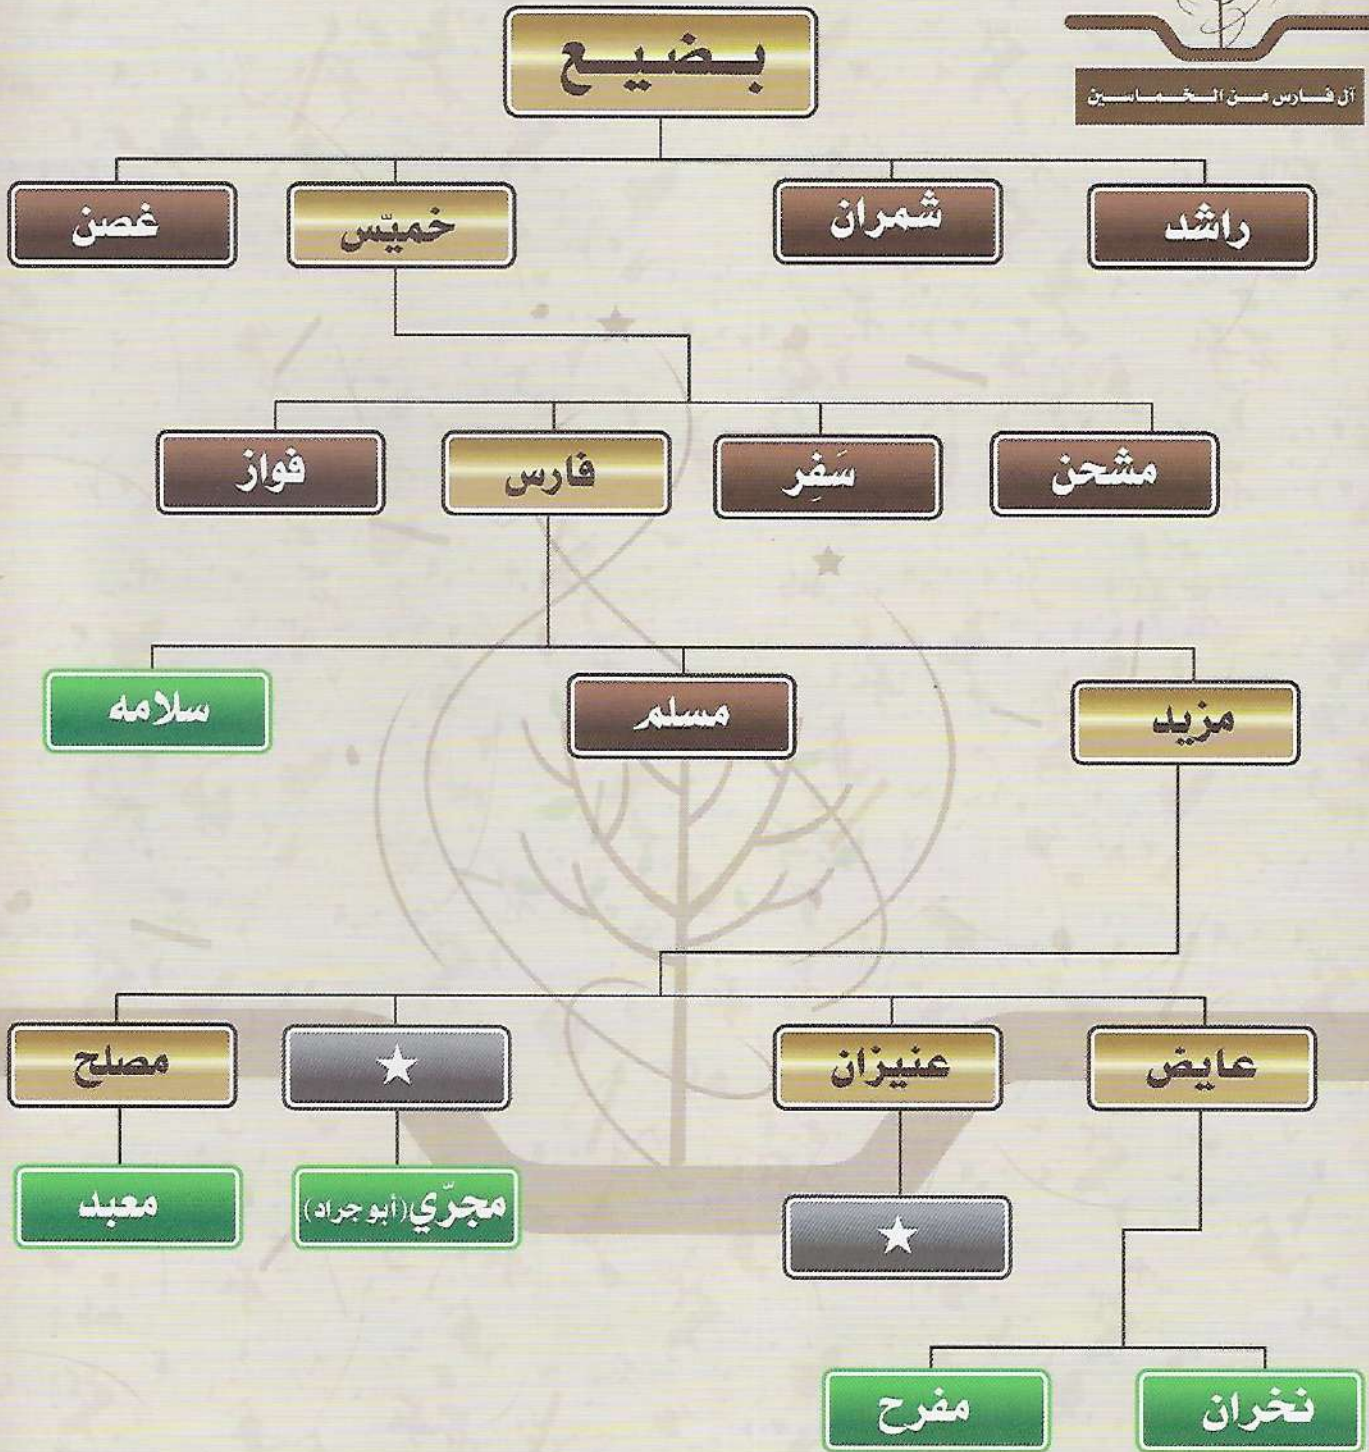 آل فارس من الخماسين
بضيع
راشد
شمران
خميّس
غصن
مشحن
سَفِر
فارس
فواز
مزيد
مسلم
سلامه
عايض
عنيزان
مصلح
مجرّي (أبو جراد)
معبد
نخران
مفرح